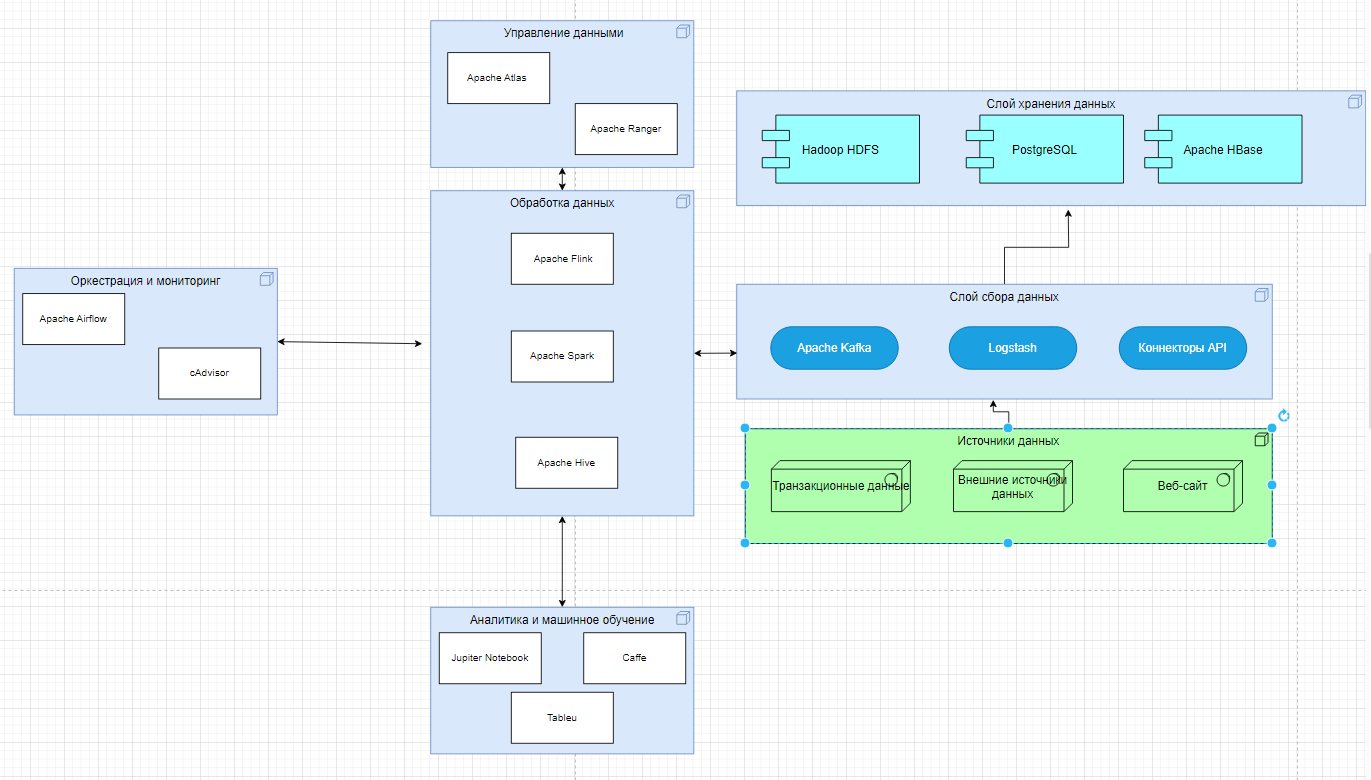 Управление данными
Apache Atlas
Apache Ranger
Слой хранения данных
Hadoop HDFS
PostgreSQL
Apache HBase
Обработка данных
Apache Flink
Apache Spark
Apache Hive
Оркестрация и мониторинг
Apache Airflow
cAdvisor
Слой сбора данных
Apache Kafka
Logstash
Коннекторы API
Источники данных
Транзакционные данные
Внешние источники
данных
Веб-сайт
Аналитика и машинное обучение
Jupiter Notebook
Caffe
Tableu